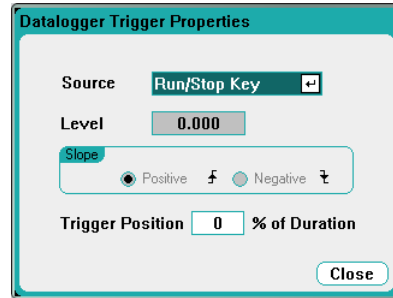 Datalogger Trigger Properties
Source Run/Stop Key
Level 0.000
Slope
Positive Negative
Trigger Position 0 % of Duration
Close